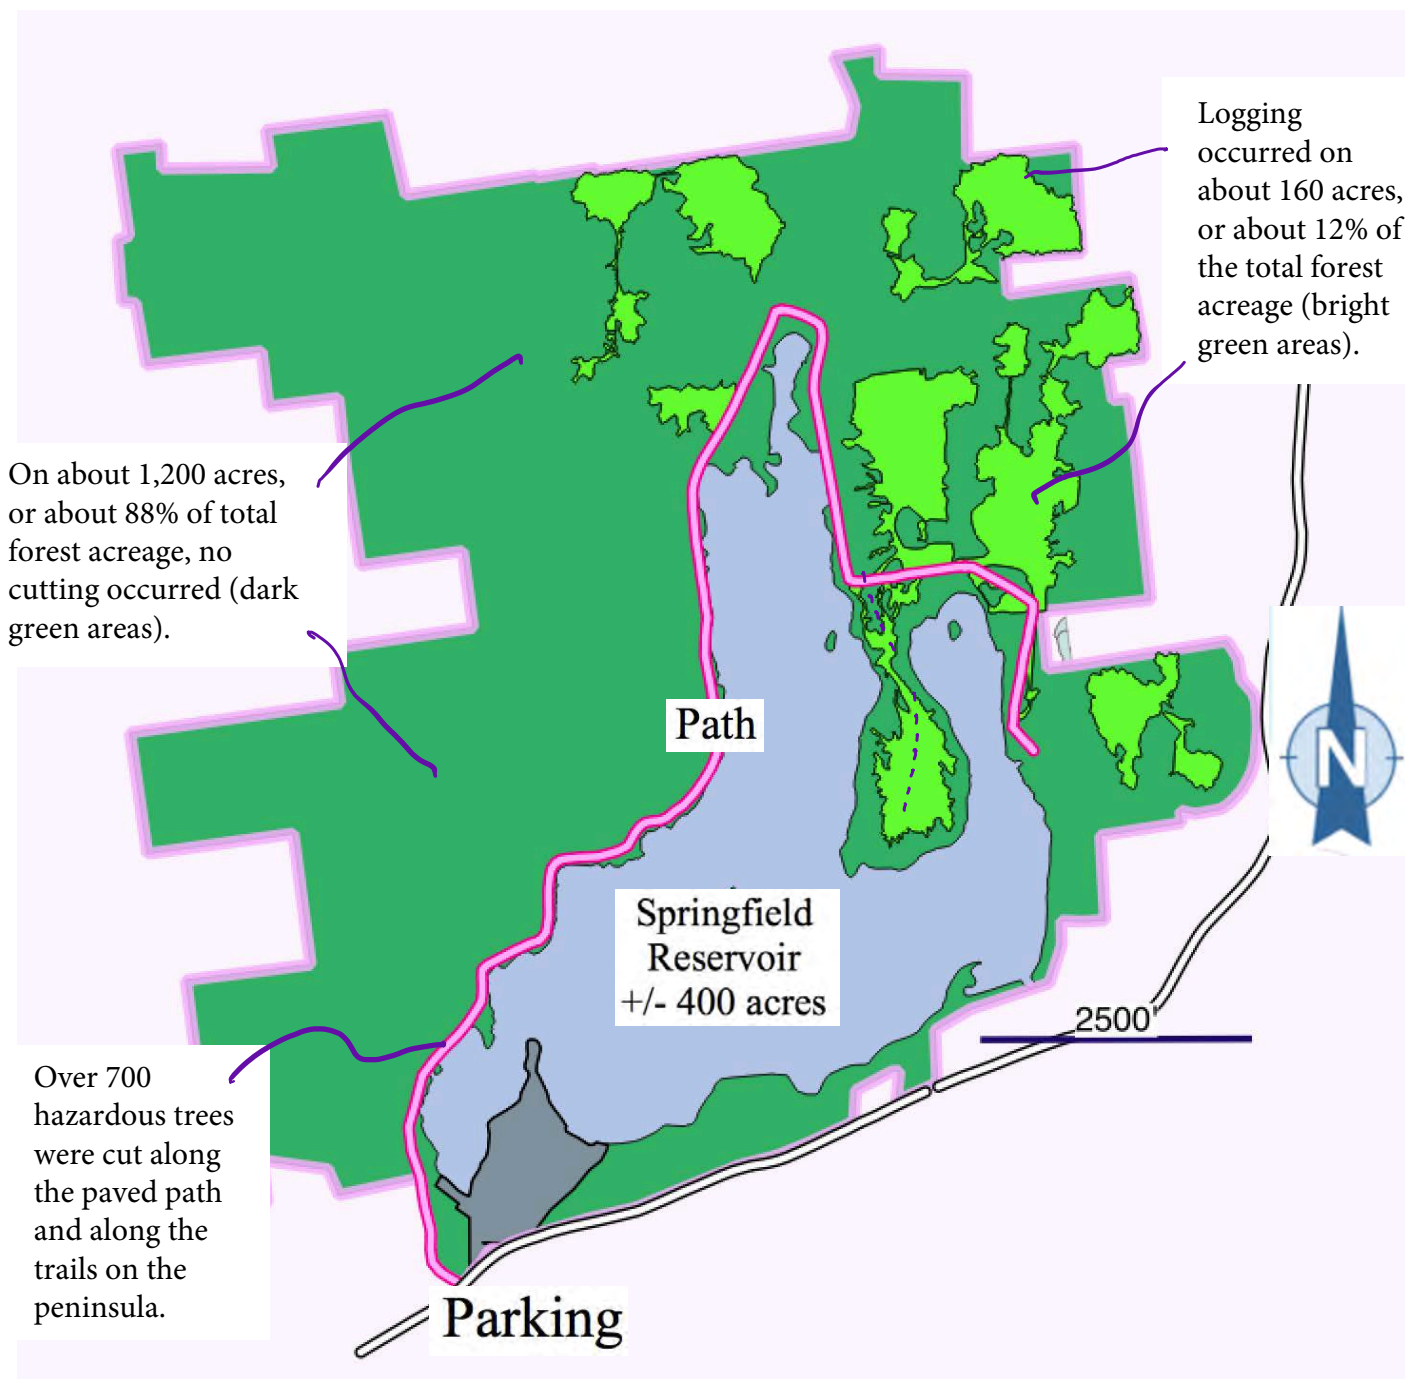 Logging
occurred on
about 160 acres,
or about 12% of
the total forest
acreage (bright
green areas).
On about 1,200 acres,
or about 88% of total
forest acreage, no
cutting occurred (dark
green areas).
Path
N
Springfield
Reservoir
+/- 400 acres
2500'
Over 700
hazardous trees
were cut along
the paved path
and along the
trails on the
peninsula.
Parking